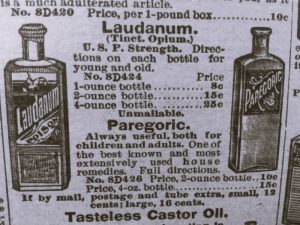 is a much adulterated article.
No. 8D420 Price, per 1-pound box........10c
Laudanum.
(Tinct. Opium.)
U. S. P. Strength. Direc-
tions on each bottle for
young and old.
No. 8D424 Price
1-ounce bottle......... 8c
2-ounce bottle.........15c
4-ounce bottle.........25c
Unmailable.
Paregoric.
Always useful, both for
children and adults. One of
the best known and most
extensively used house
remedies. Full directions.
No. 8D426 Price, 2-ounce bottle...10c
Price, 4-oz. bottle.....15c
If by mail, postage and tube extra, small, 12
cents; large, 16 cents.
Tasteless Castor Oil.
Laudanum
PAREGORIC